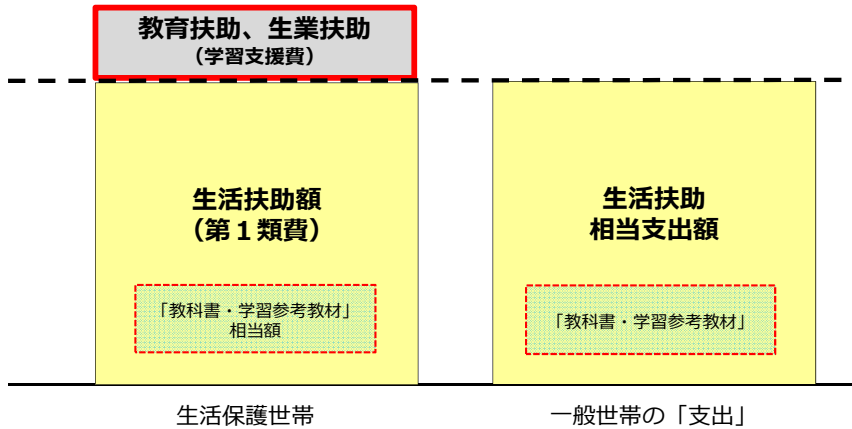 教育扶助、生業扶助
（学習支援費）
生活扶助額
（第１類費）
「教科書・学習参考教材」
相当額
生活扶助
相当支出額
「教科書・学習参考教材」
生活保護世帯
一般世帯の「支出」